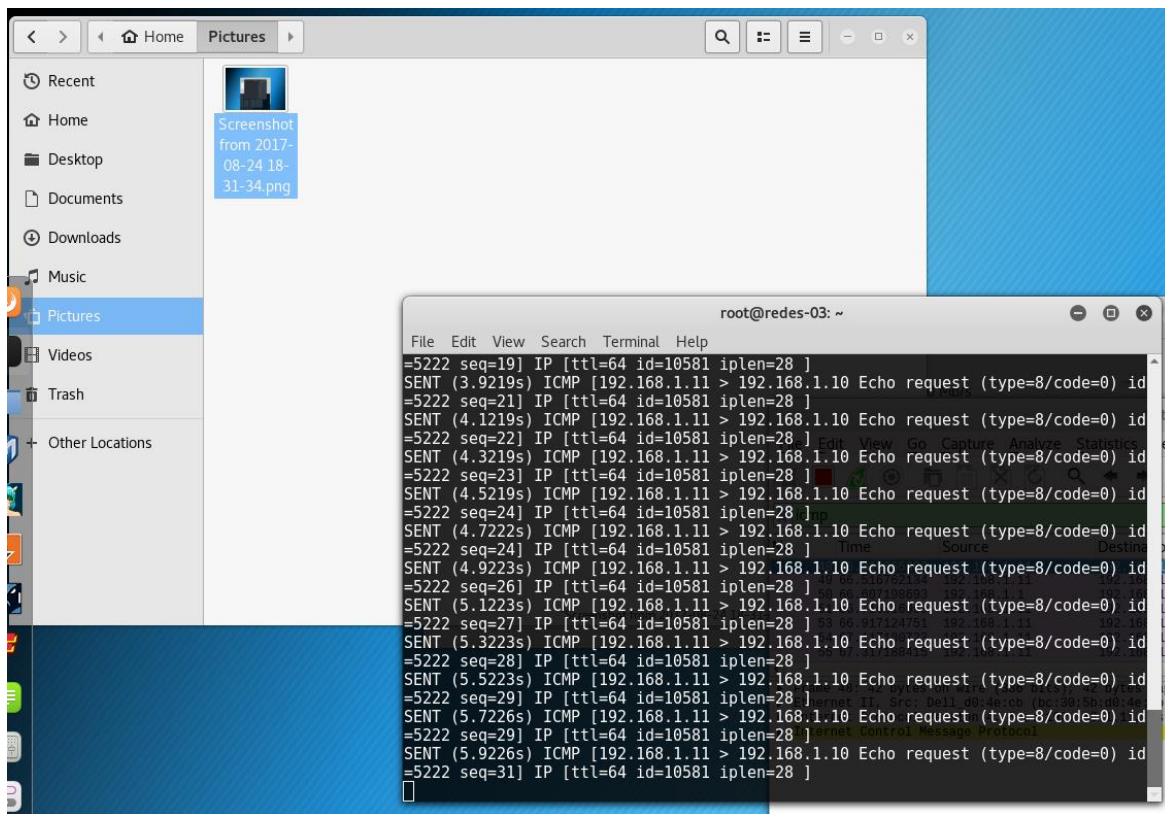 Home
Pictures
Recent
Home
Desktop
Documents
Downloads
Music
Pictures
Videos
Trash
Other Locations
Screenshot
from 2017-
08-24 18-
31-34.png
root@redes-03: ~
File Edit View Search Terminal Help
=5222 seq=19] IP [ttl=64 id=10581 iplen=28 ]
SENT (3.9219s) ICMP [192.168.1.11 > 192.168.1.10 Echo request (type=8/code=0) id
=5222 seq=21] IP [ttl=64 id=10581 iplen=28 ]
SENT (4.1219s) ICMP [192.168.1.11 > 192.168.1.10 Echo request (type=8/code=0) id
=5222 seq=22] IP [ttl=64 id=10581 iplen=28 ]
SENT (4.3219s) ICMP [192.168.1.11 > 192.168.1.10 Echo request (type=8/code=0) id
=5222 seq=23] IP [ttl=64 id=10581 iplen=28 ]
SENT (4.5219s) ICMP [192.168.1.11 > 192.168.1.10 Echo request (type=8/code=0) id
=5222 seq=24] IP [ttl=64 id=10581 iplen=28 ]
SENT (4.7222s) ICMP [192.168.1.11 > 192.168.1.10 Echo request (type=8/code=0) id
=5222 seq=24] IP [ttl=64 id=10581 iplen=28 ]
SENT (4.9223s) ICMP [192.168.1.11 > 192.168.1.10 Echo request (type=8/code=0) id
=5222 seq=26] IP [ttl=64 id=10581 iplen=28 ]
SENT (5.1223s) ICMP [192.168.1.11 > 192.168.1.10 Echo request (type=8/code=0) id
=5222 seq=27] IP [ttl=64 id=10581 iplen=28 ]
SENT (5.3223s) ICMP [192.168.1.11 > 192.168.1.10 Echo request (type=8/code=0) id
=5222 seq=28] IP [ttl=64 id=10581 iplen=28 ]
SENT (5.5223s) ICMP [192.168.1.11 > 192.168.1.10 Echo request (type=8/code=0) id
=5222 seq=29] IP [ttl=64 id=10581 iplen=28 ]
SENT (5.7226s) ICMP [192.168.1.11 > 192.168.1.10 Echo request (type=8/code=0) id
=5222 seq=29] IP [ttl=64 id=10581 iplen=28 ]
SENT (5.9226s) ICMP [192.168.1.11 > 192.168.1.10 Echo request (type=8/code=0) id
=5222 seq=31] IP [ttl=64 id=10581 iplen=28 ]
Edit View Go Capture Analyze Statistics
Time Source
Internet Control Message Protocol